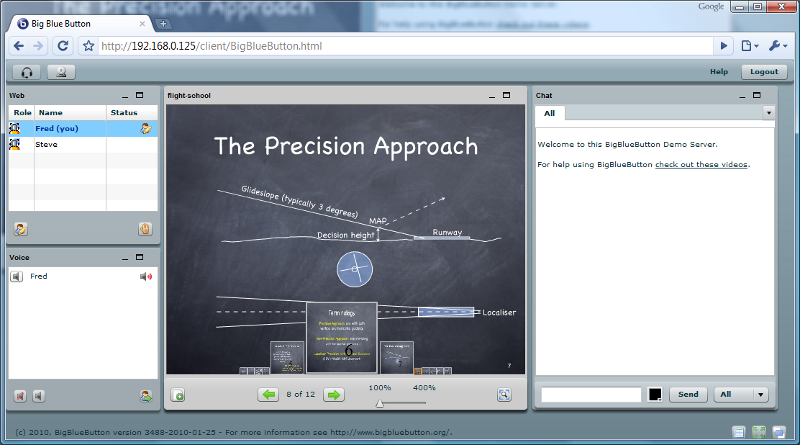 Google
Big Blue Button
http://192.168.0.125/client/BigBlueButton.html
Help
Logout
Web
Role Name Status
Fred (you)
Steve
Voice
Fred
flight-school
The Precision Approach
Glideslope (typically 3 degrees)
MAP
Decision height
Runway
Localiser
Terminology
6
7
8 of 12
100% 400%
Chat
All
Welcome to this BigBlueButton Demo Server.
For help using BigBlueButton check out these videos.
Send
All
(c) 2010, BigBlueButton version 3488-2010-01-25 - For more information see http://www.bigbluebutton.org/.